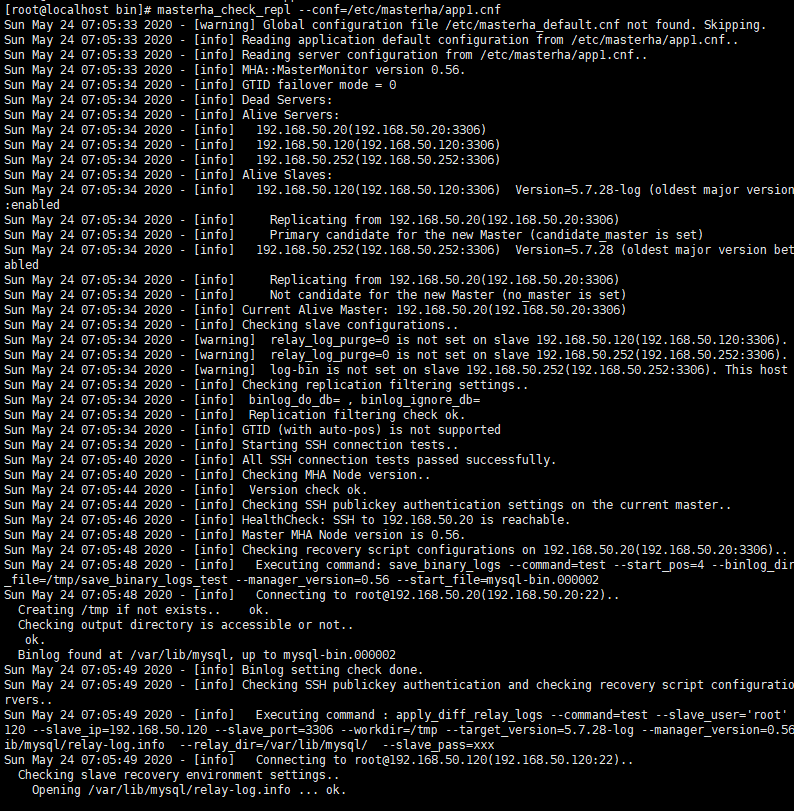 [root@localhost bin]# masterha_check_repl --conf=/etc/masterha/app1.cnf
Sun May 24 07:05:33 2020 - [warning] Global configuration file /etc/masterha_default.cnf not found. Skipping.
Sun May 24 07:05:33 2020 - [info] Reading application default configuration from /etc/masterha/app1.cnf..
Sun May 24 07:05:33 2020 - [info] Reading server configuration from /etc/masterha/app1.cnf..
Sun May 24 07:05:33 2020 - [info] MHA::MasterMonitor version 0.56.
Sun May 24 07:05:34 2020 - [info] GTID failover mode = 0
Sun May 24 07:05:34 2020 - [info] Dead Servers:
Sun May 24 07:05:34 2020 - [info] Alive Servers:
Sun May 24 07:05:34 2020 - [info]   192.168.50.20(192.168.50.20:3306)
Sun May 24 07:05:34 2020 - [info]   192.168.50.120(192.168.50.120:3306)
Sun May 24 07:05:34 2020 - [info]   192.168.50.252(192.168.50.252:3306)
Sun May 24 07:05:34 2020 - [info] Alive Slaves:
Sun May 24 07:05:34 2020 - [info]   192.168.50.120(192.168.50.120:3306)  Version=5.7.28-log (oldest major version
:enabled
Sun May 24 07:05:34 2020 - [info]     Replicating from 192.168.50.20(192.168.50.20:3306)
Sun May 24 07:05:34 2020 - [info]     Primary candidate for the new Master (candidate_master is set)
Sun May 24 07:05:34 2020 - [info]   192.168.50.252(192.168.50.252:3306)  Version=5.7.28 (oldest major version bet
abled
Sun May 24 07:05:34 2020 - [info]     Replicating from 192.168.50.20(192.168.50.20:3306)
Sun May 24 07:05:34 2020 - [info]     Not candidate for the new Master (no_master is set)
Sun May 24 07:05:34 2020 - [info] Current Alive Master: 192.168.50.20(192.168.50.20:3306)
Sun May 24 07:05:34 2020 - [info] Checking slave configurations..
Sun May 24 07:05:34 2020 - [warning]  relay_log_purge=0 is not set on slave 192.168.50.120(192.168.50.120:3306).
Sun May 24 07:05:34 2020 - [warning]  relay_log_purge=0 is not set on slave 192.168.50.252(192.168.50.252:3306).
Sun May 24 07:05:34 2020 - [warning]  log-bin is not set on slave 192.168.50.252(192.168.50.252:3306). This host
Sun May 24 07:05:34 2020 - [info] Checking replication filtering settings..
Sun May 24 07:05:34 2020 - [info]  binlog_do_db= , binlog_ignore_db=
Sun May 24 07:05:34 2020 - [info]  Replication filtering check ok.
Sun May 24 07:05:34 2020 - [info] GTID (with auto-pos) is not supported
Sun May 24 07:05:34 2020 - [info] Starting SSH connection tests..
Sun May 24 07:05:40 2020 - [info] All SSH connection tests passed successfully.
Sun May 24 07:05:40 2020 - [info] Checking MHA Node version..
Sun May 24 07:05:44 2020 - [info]  Version check ok.
Sun May 24 07:05:44 2020 - [info] Checking SSH publickey authentication settings on the current master..
Sun May 24 07:05:46 2020 - [info] HealthCheck: SSH to 192.168.50.20 is reachable.
Sun May 24 07:05:48 2020 - [info] Master MHA Node version is 0.56.
Sun May 24 07:05:48 2020 - [info] Checking recovery script configurations on 192.168.50.20(192.168.50.20:3306)..
Sun May 24 07:05:48 2020 - [info]   Executing command: save_binary_logs --command=test --start_pos=4 --binlog_dir
_file=/tmp/save_binary_logs_test --manager_version=0.56 --start_file=mysql-bin.000002
Sun May 24 07:05:48 2020 - [info]   Connecting to root@192.168.50.20(192.168.50.20:22)..
  Creating /tmp if not exists..    ok.
  Checking output directory is accessible or not..
   ok.
  Binlog found at /var/lib/mysql, up to mysql-bin.000002
Sun May 24 07:05:49 2020 - [info] Binlog setting check done.
Sun May 24 07:05:49 2020 - [info] Checking SSH publickey authentication and checking recovery script configuratio
rvers..
Sun May 24 07:05:49 2020 - [info]   Executing command : apply_diff_relay_logs --command=test --slave_user='root'
120 --slave_ip=192.168.50.120 --slave_port=3306 --workdir=/tmp --target_version=5.7.28-log --manager_version=0.56
ib/mysql/relay-log.info  --relay_dir=/var/lib/mysql/  --slave_pass=xxx
Sun May 24 07:05:49 2020 - [info]   Connecting to root@192.168.50.120(192.168.50.120:22)..
  Checking slave recovery environment settings..
    Opening /var/lib/mysql/relay-log.info ... ok.